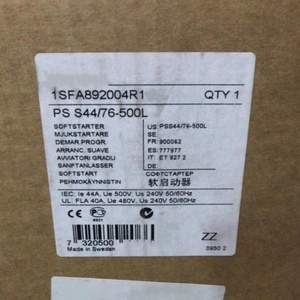 1SFA892004R1 QTY 1
PS S44/76-500L
SOFTSTARTER US: PSS44/76-500L
MJUKSTARTARE SE:
DEMAR.PROGR. FR: 900062
ARRANC. SUAVE ES: 777977
AVVIATORI GRADU IT: ET 927 2
SANFTANLASSER DE:
SOFTSTART СОФТСТАРТЕР
PEHMOKÄYNNISTIN 软启动器
IEC: Ie 44A, Ue 500V, Us 240V 50/60Hz
UL: FLA 40A, Ue 480V, Us 240V 50/60Hz
CE
7 320500
Made in Sweden
ZZ
0950 2